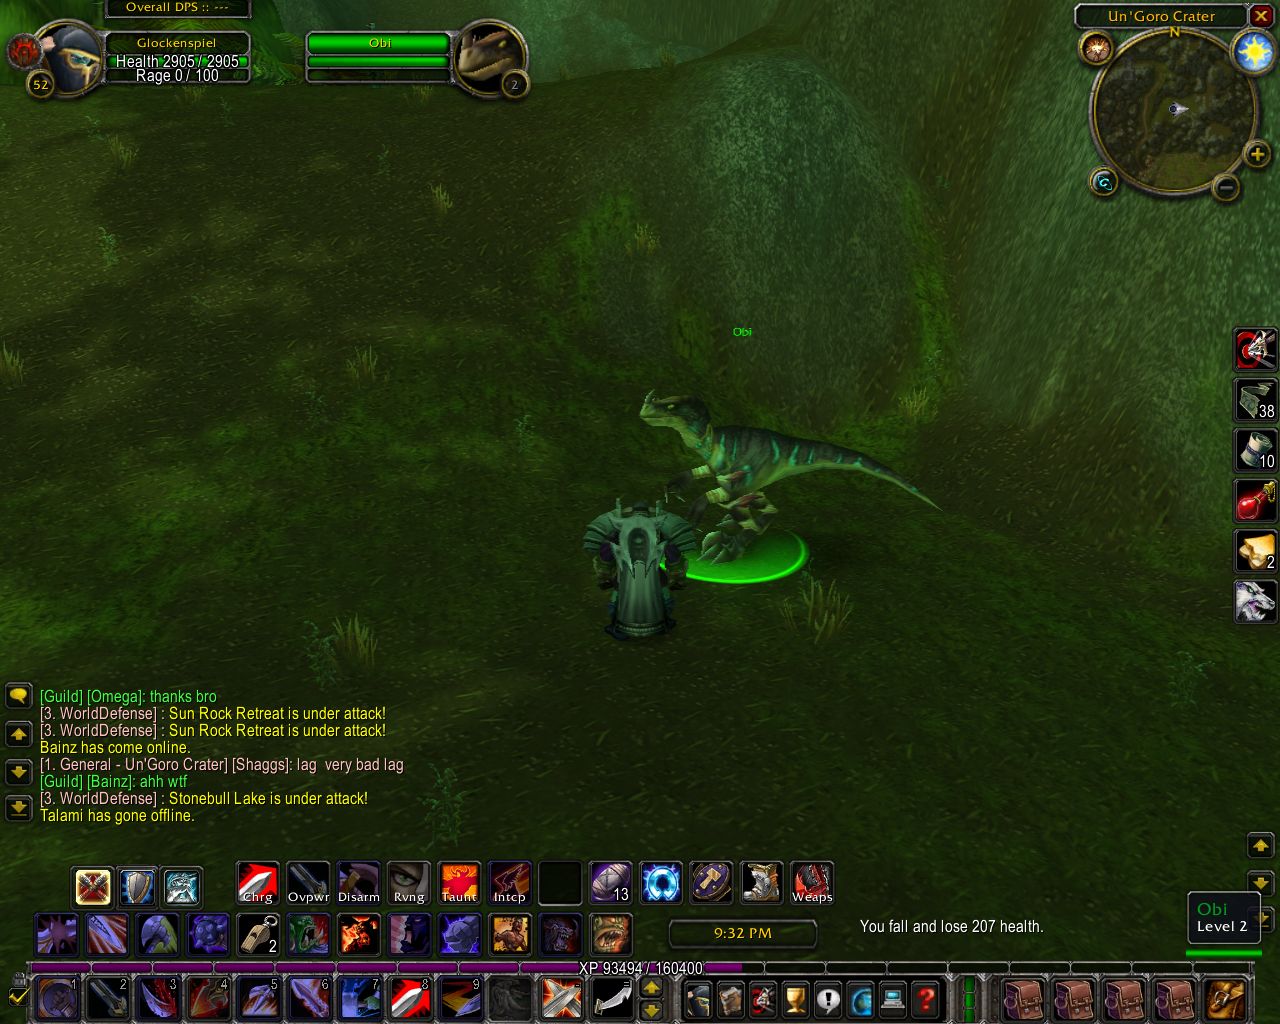 Overall DPS :: ---
Glockenspiel
Health 2905 / 2905
Rage 0 / 100
52
Obi
2
Un'Goro Crater
N
Obi
38
10
2
[Guild] [Omega]: thanks bro
[3. WorldDefense] : Sun Rock Retreat is under attack!
[3. WorldDefense] : Sun Rock Retreat is under attack!
Bainz has come online.
[1. General - Un'Goro Crater] [Shaggs]: lag  very bad lag
[Guild] [Bainz]: ahh wtf
[3. WorldDefense] : Stonebull Lake is under attack!
Talami has gone offline.
Chrg Ovpwr Disarm Rvng Taunt Intcp 13 Weaps
2
9:32 PM
You fall and lose 207 health.
Obi
Level 2
XP 93494 / 160400
1 2 3 4 5 6 7 8 9 - =